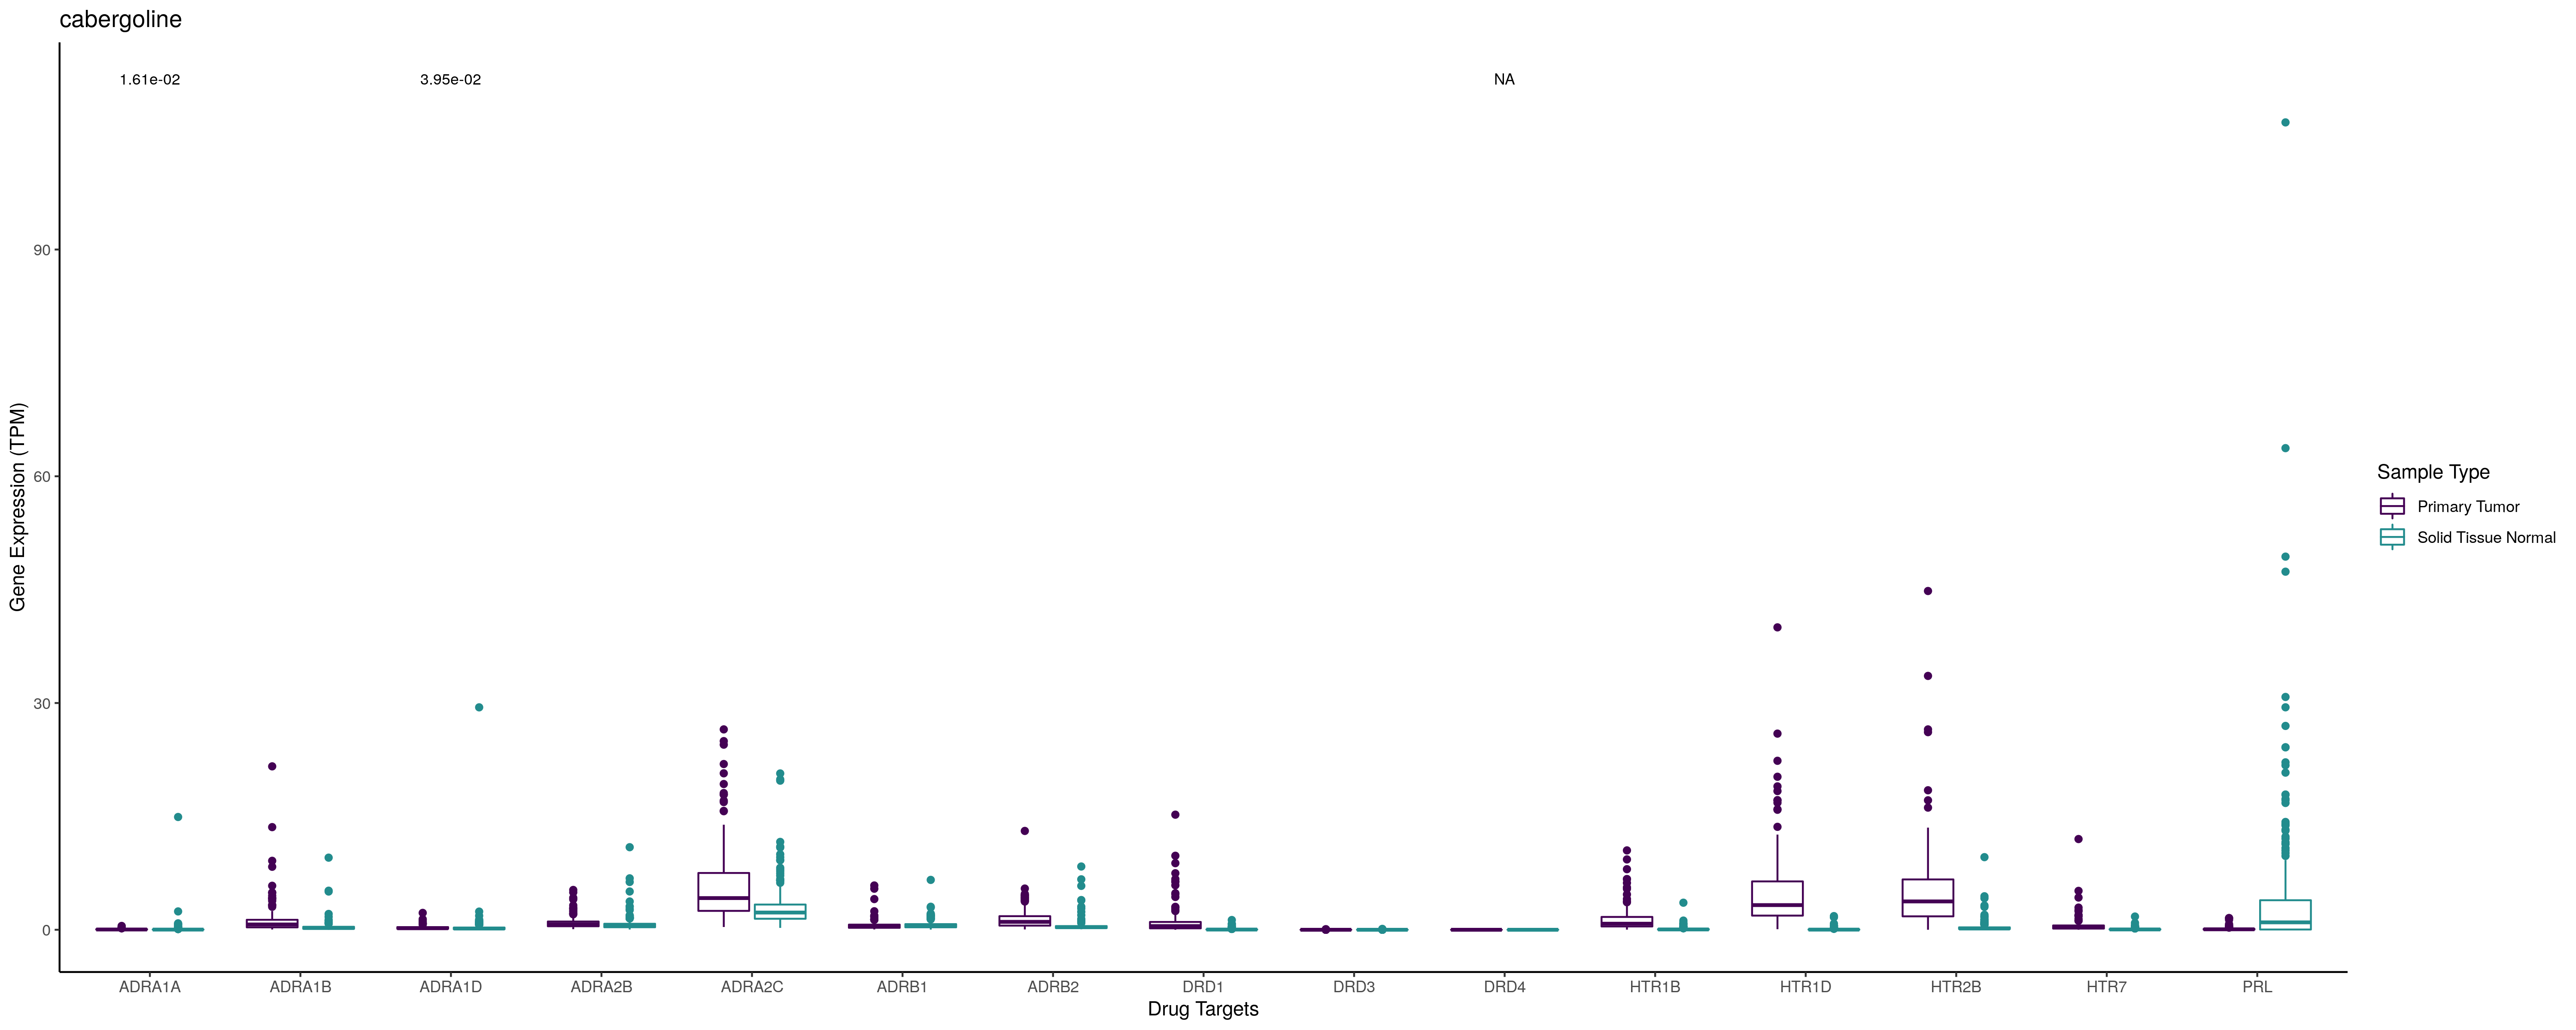 cabergoline
1.61e-02 3.95e-02 NA
90
60
30
0
Gene Expression (TPM)
ADRA1A ADRA1B ADRA1D ADRA2B ADRA2C ADRB1 ADRB2 DRD1 DRD3 DRD4 HTR1B HTR1D HTR2B HTR7 PRL
Drug Targets
Sample Type
Primary Tumor
Solid Tissue Normal